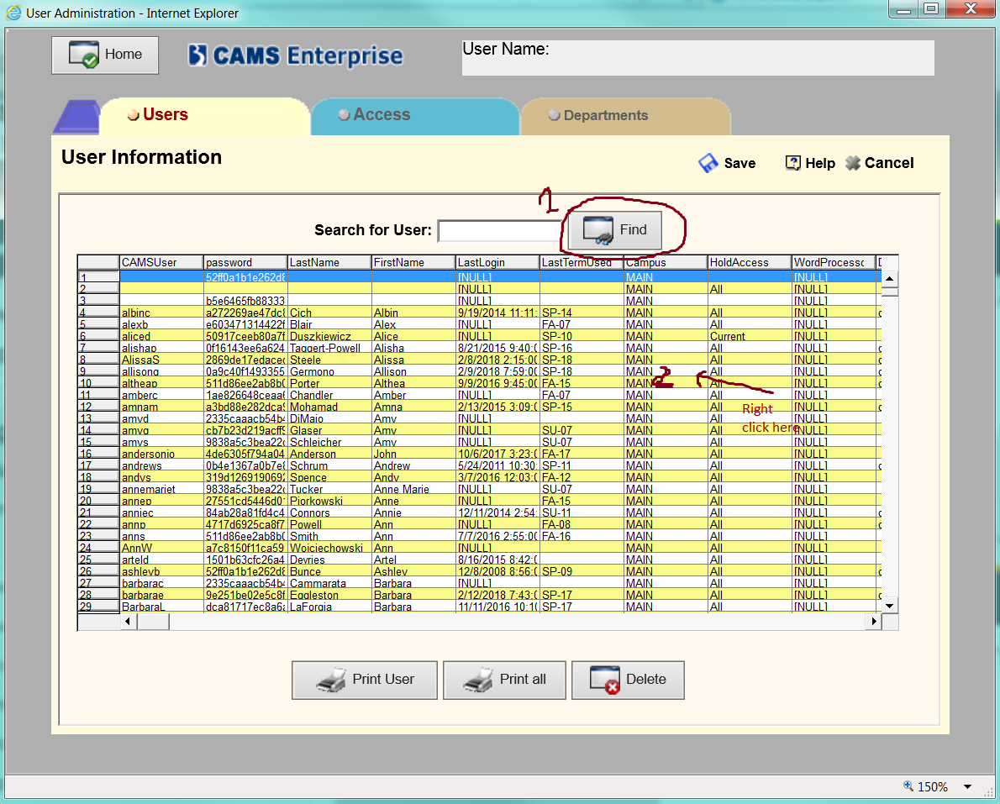 User Administration - Internet Explorer
Home
CAMS Enterprise
User Name:
Users Access Departments
User Information
Save Help Cancel
1
Search for User: Find
CAMSUser password LastName FirstName LastLogin LastTermUsed Campus HoldAccess WordProcesso
1 52ff0a1b1e262d8 [NULL] MAIN [NULL]
2 [NULL] MAIN All [NULL]
3 b5e6465fb88333 [NULL] MAIN [NULL]
4 albinc a272269ae47dc8 Cich Albin 9/19/2014 11:11: SP-14 MAIN All [NULL]
5 alexb e603471314422f Blair Alex [NULL] FA-07 MAIN All [NULL]
6 aliced 50917ceeb80a7f Duszkiewicz Alice [NULL] SP-10 MAIN Current [NULL]
7 alishap 0f16143ee6a624 Taggert-Powell Alisha 8/21/2015 9:40:0 SP-16 MAIN All [NULL]
8 AlissaS 2869de17edacec Steele Alissa 2/8/2018 2:15:00 SP-18 MAIN All [NULL]
9 allisong 0a9c40f1493355 Germono Allison 2/9/2018 7:59:00 SP-18 MAIN All [NULL]
10 altheap 511d86ee2ab8b0 Porter Althea 9/9/2016 9:45:00 FA-15 MAIN 2 All [NULL]
11 amberc 1ae826648ceaa Chandler Amber [NULL] FA-07 MAIN All [NULL]
12 amnam a3bd88e282dca9 Mohamad Amna 2/13/2015 3:09:0 SP-15 MAIN All [NULL]
Right
13 amyd 2335caaacb54b4 DiMaio Amy [NULL] MAIN All [NULL]
click here
14 amyg cb7b23d219acff9 Glaser Amy [NULL] SU-07 MAIN All [NULL]
15 amys 9838a5c3bea22c Schleicher Amy [NULL] SU-07 MAIN All [NULL]
16 andersonjo 4de6305f794a04 Anderson John 10/6/2017 3:23:0 FA-17 MAIN All [NULL]
17 andrews 0b4e1367a0b7e8 Schrum Andrew 5/24/2011 10:30: SP-11 MAIN All [NULL]
18 andys 319d1269190692 Spence Andy 3/7/2016 12:03:0 FA-12 MAIN All [NULL]
19 annemariet 9838a5c3bea22c Tucker Anne Marie [NULL] SU-07 MAIN All [NULL]
20 annep 27551cd5446d0 Piorkowski Anne [NULL] FA-15 MAIN All [NULL]
21 anniec 84ab28a81fd4c4 Connors Annie 12/11/2014 2:54: SU-11 MAIN All [NULL]
22 annp 4717d6925ca8f7 Powell Ann [NULL] FA-08 MAIN All [NULL]
23 anns 511d86ee2ab8b0 Smith Ann 7/7/2016 2:55:00 FA-16 MAIN All [NULL]
24 AnnW a7c8150f11ca59 Wojciechowski Ann [NULL] MAIN All [NULL]
25 arteld 1501b63cfc26a4 Devries Artel 8/16/2015 8:42:0 MAIN All [NULL]
26 ashleyb 52ff0a1b1e262d8 Bunce Ashley 12/8/2008 8:56:0 SP-09 MAIN All [NULL]
27 barbarac 2335caaacb54b4 Cammarata Barbara [NULL] MAIN All [NULL]
28 barbarae 9e251be02e5c8f Eggleston Barbara 2/12/2018 7:43:0 SP-17 MAIN All [NULL]
29 BarbaraL dca81717ec8a6a LaForgia Barbara 11/11/2016 10:10 SP-17 MAIN All [NULL]
Print User Print all Delete
150%